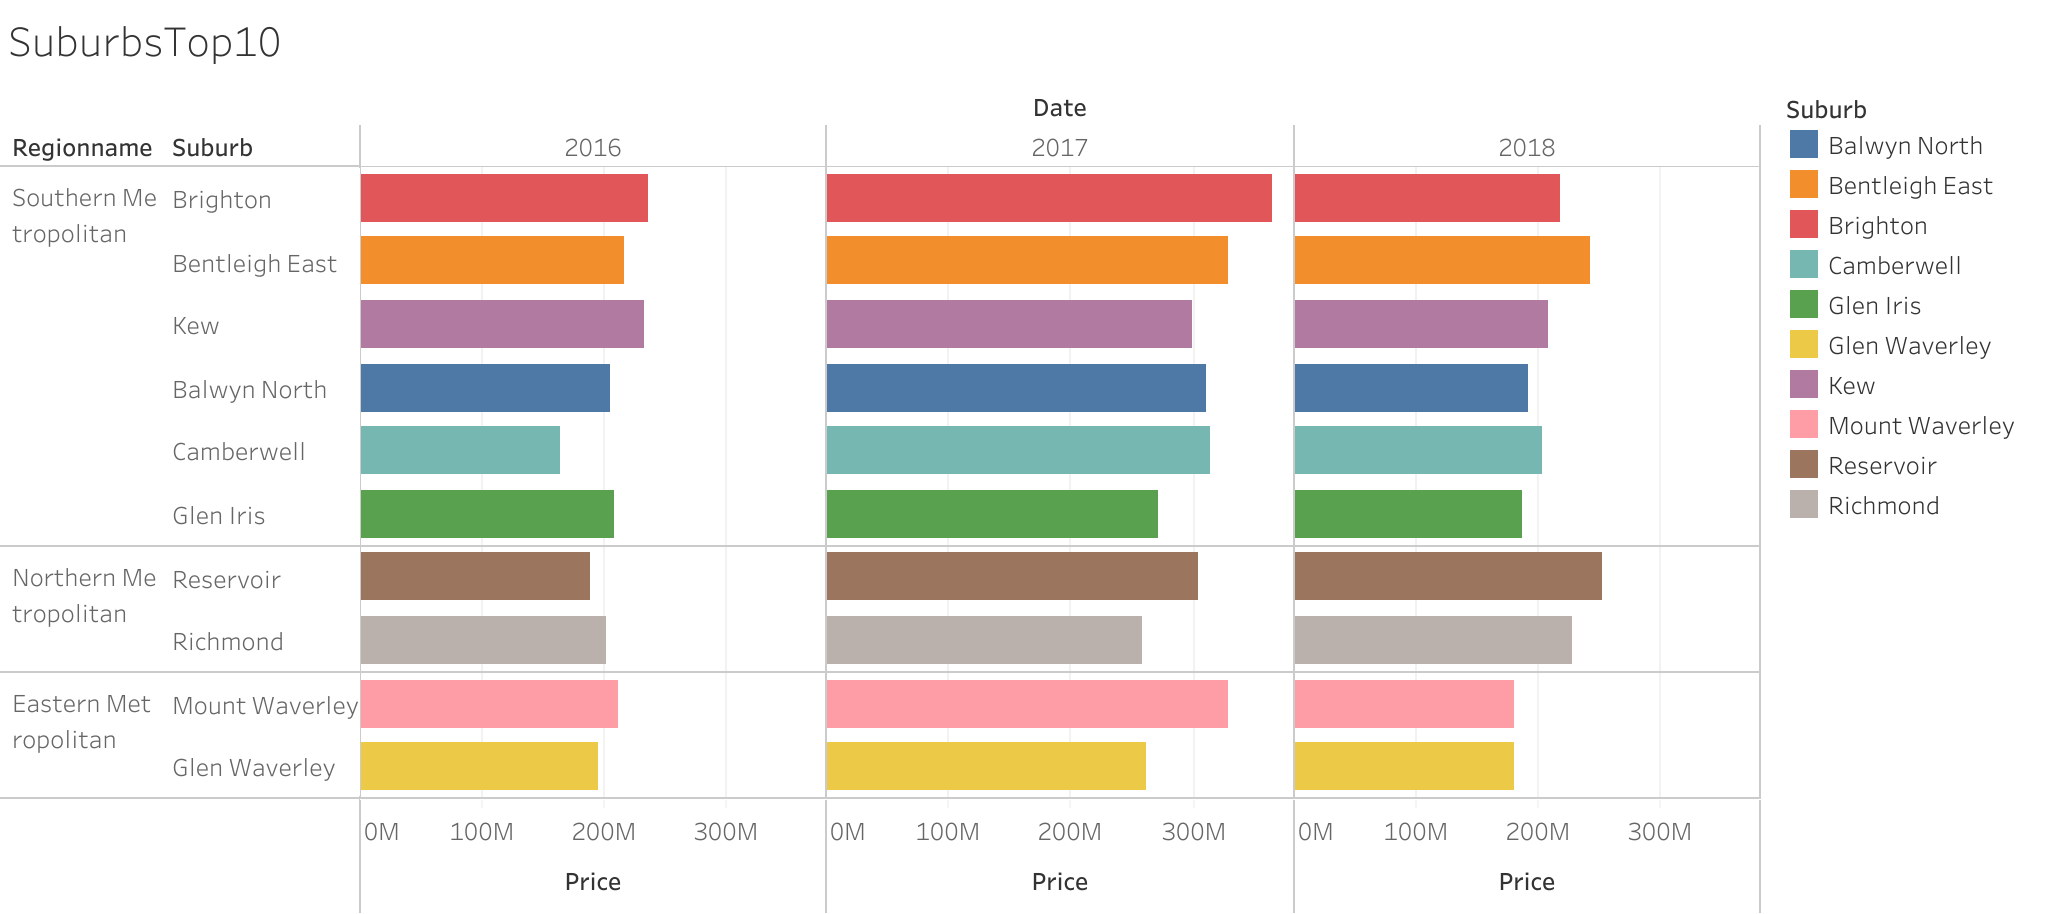 SuburbsTop10
Date
Regionname Suburb 2016 2017 2018
Southern Me
tropolitan
Brighton
Bentleigh East
Kew
Balwyn North
Camberwell
Glen Iris
Northern Me
tropolitan
Reservoir
Richmond
Eastern Met
ropolitan
Mount Waverley
Glen Waverley
0M 100M 200M 300M 0M 100M 200M 300M 0M 100M 200M 300M
Price Price Price
Suburb
Balwyn North
Bentleigh East
Brighton
Camberwell
Glen Iris
Glen Waverley
Kew
Mount Waverley
Reservoir
Richmond